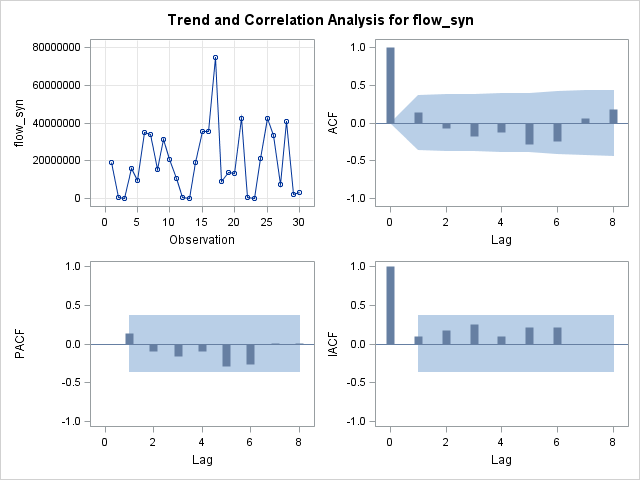 Trend and Correlation Analysis for flow_syn
80000000
60000000
40000000
20000000
0
flow_syn
0 5 10 15 20 25 30
Observation
1.0
0.5
0.0
-0.5
-1.0
ACF
0 2 4 6 8
Lag
1.0
0.5
0.0
-0.5
-1.0
PACF
0 2 4 6 8
Lag
1.0
0.5
0.0
-0.5
-1.0
IACF
0 2 4 6 8
Lag